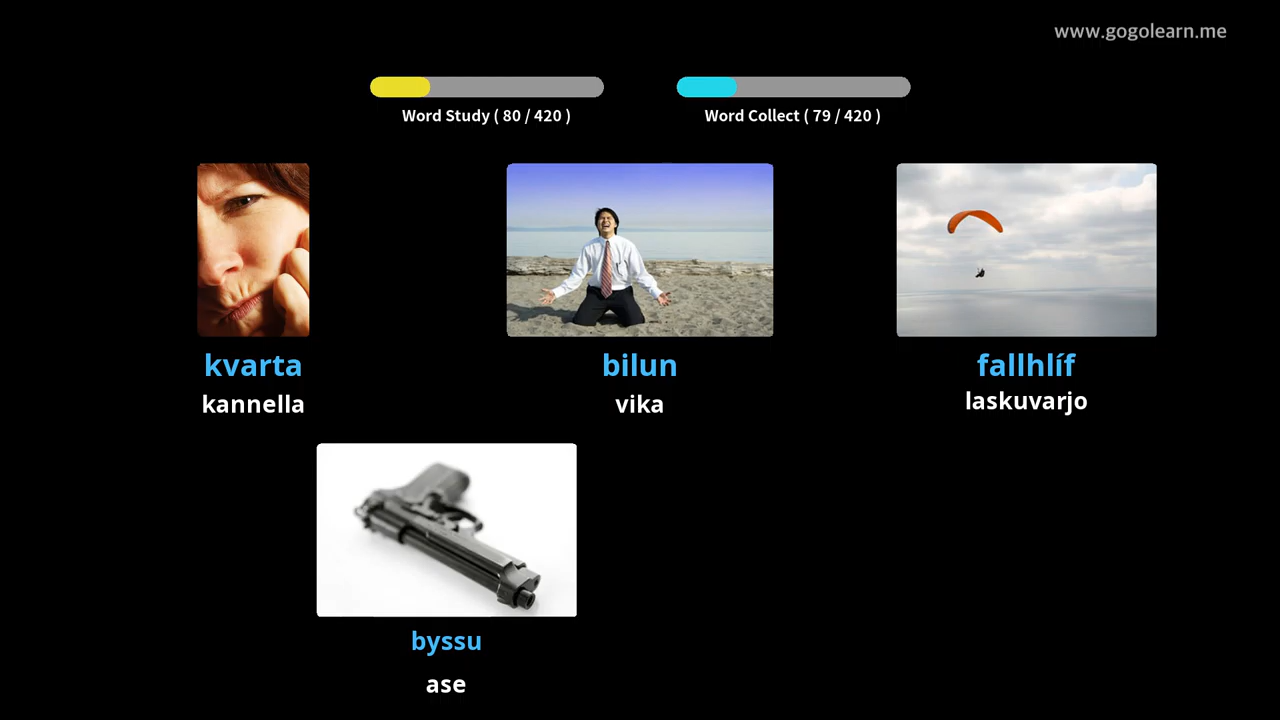 www.gogolearn.me
Word Study ( 80 / 420 )
Word Collect ( 79 / 420 )
kvarta
kannella
bilun
vika
fallhlíf
laskuvarjo
byssu
ase